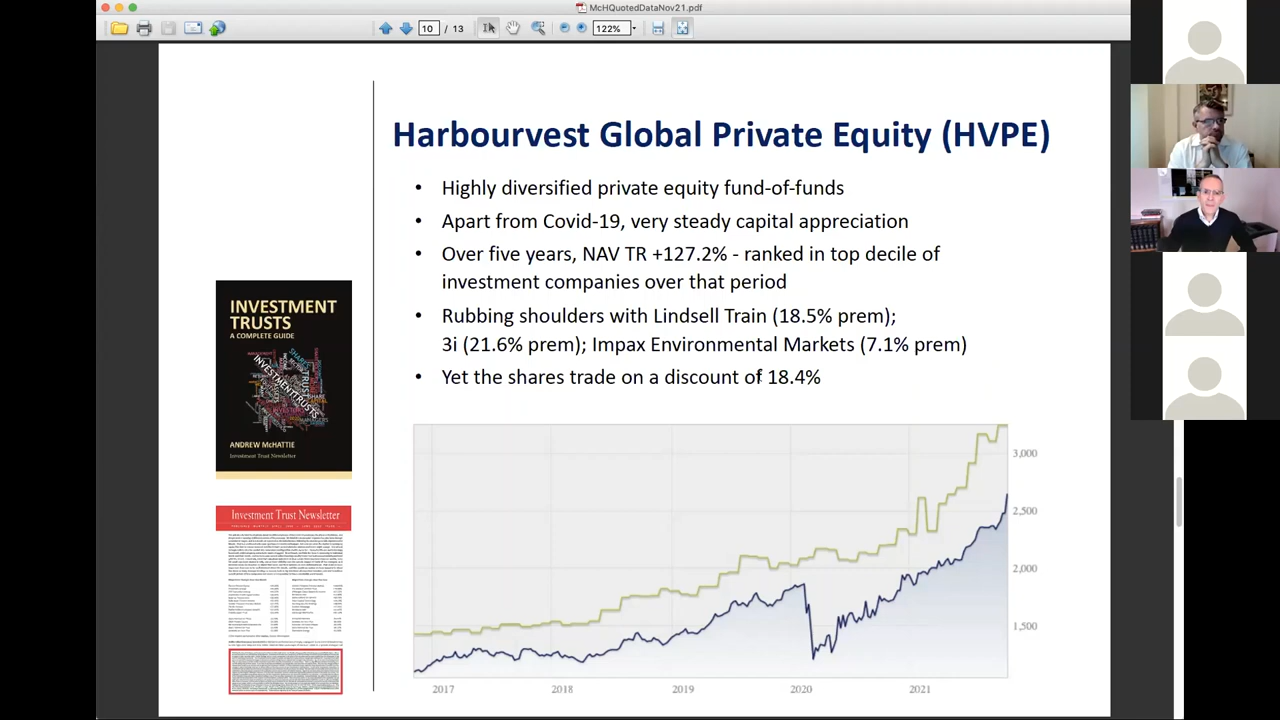 McHQuotedDataNov21.pdf
10 / 13
122%
Harbourvest Global Private Equity (HVPE)
• Highly diversified private equity fund-of-funds
• Apart from Covid-19, very steady capital appreciation
• Over five years, NAV TR +127.2% - ranked in top decile of
investment companies over that period
• Rubbing shoulders with Lindsell Train (18.5% prem);
3i (21.6% prem); Impax Environmental Markets (7.1% prem)
• Yet the shares trade on a discount of 18.4%
INVESTMENT
TRUSTS
A COMPLETE GUIDE
ANDREW McHATTIE
Investment Trust Newsletter
Investment Trust Newsletter
3,000
2,500
2,000
1,500
2017
2018
2019
2020
2021